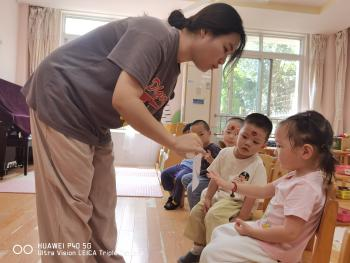 HUAWEI P40 5G
Ultra Vision LEICA Triple